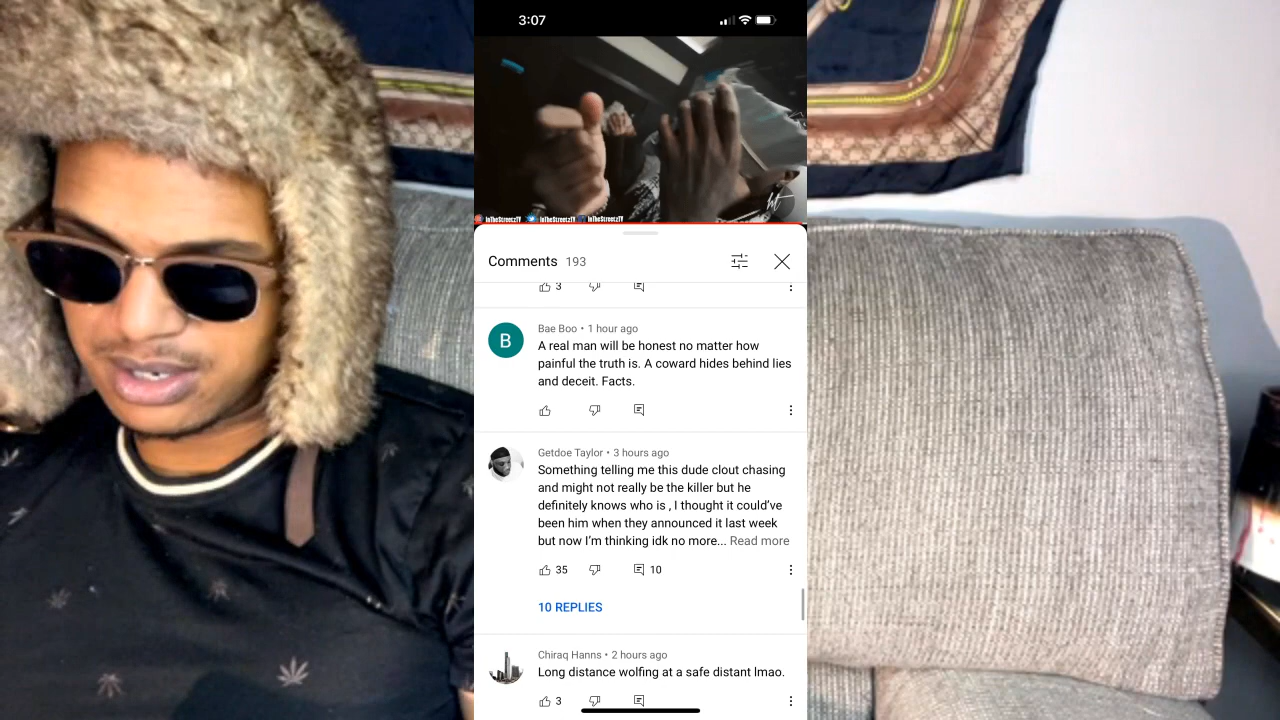 3:07
InTheStreetzTV InTheStreetzTV InTheStreetzTV
Comments 193
3
B
Bae Boo • 1 hour ago
A real man will be honest no matter how
painful the truth is. A coward hides behind lies
and deceit. Facts.
Getdoe Taylor • 3 hours ago
Something telling me this dude clout chasing
and might not really be the killer but he
definitely knows who is , I thought it could’ve
been him when they announced it last week
but now I’m thinking idk no more... Read more
35 10
10 REPLIES
Chiraq Hanns • 2 hours ago
Long distance wolfing at a safe distant lmao.
3